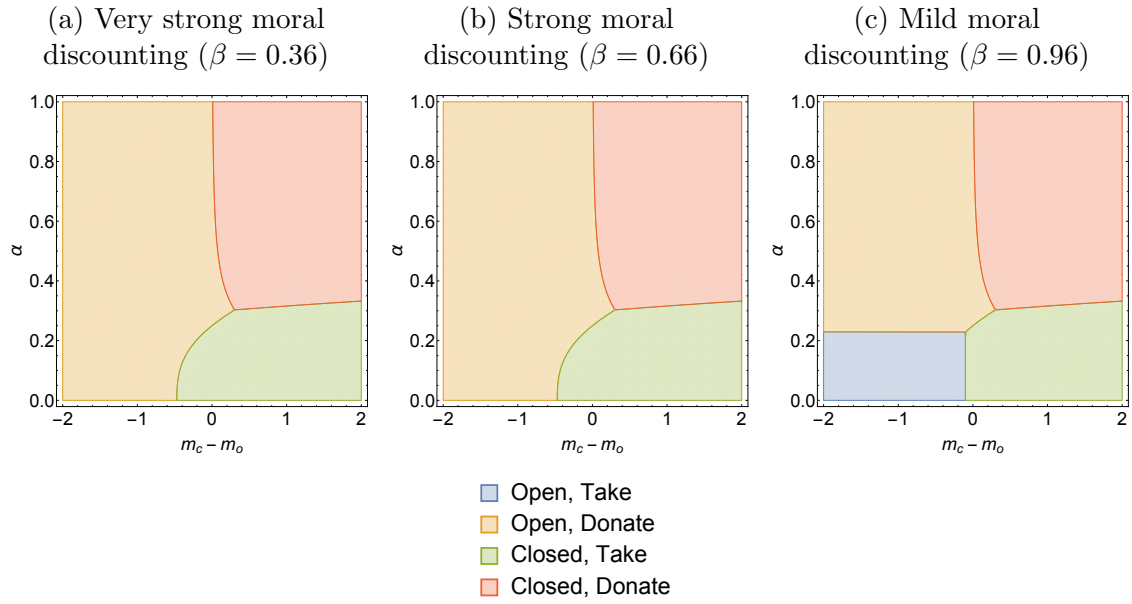 (a) Very strong moral
discounting (β = 0.36)
(b) Strong moral
discounting (β = 0.66)
(c) Mild moral
discounting (β = 0.96)
1.0
0.8
0.6
0.4
0.2
0.0
α
-2
-1
0
1
2
m_c - m_o
1.0
0.8
0.6
0.4
0.2
0.0
α
-2
-1
0
1
2
m_c - m_o
1.0
0.8
0.6
0.4
0.2
0.0
α
-2
-1
0
1
2
m_c - m_o
Open, Take
Open, Donate
Closed, Take
Closed, Donate